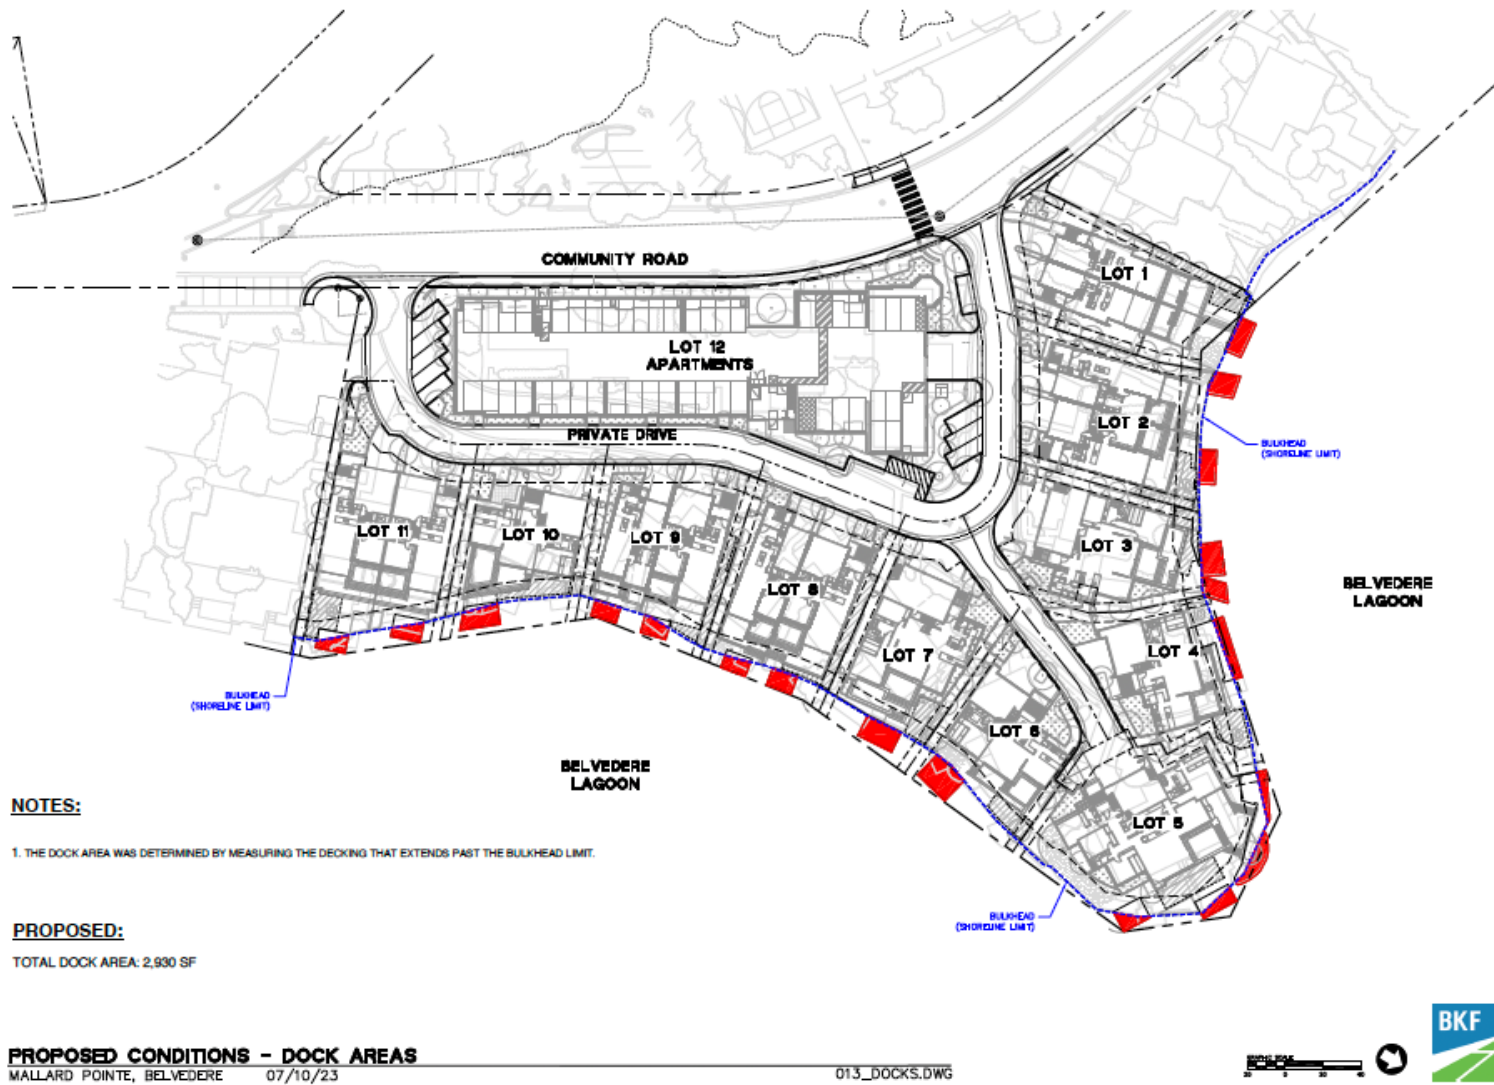 COMMUNITY ROAD
LOT 1
LOT 12
APARTMENTS
LOT 2
PRIVATE DRIVE
BULKHEAD
(SHORELINE LIMIT)
LOT 11
LOT 10
LOT 9
LOT 3
LOT 8
BELVEDERE
LAGOON
LOT 7
LOT 4
BULKHEAD
(SHORELINE LIMIT)
LOT 6
BELVEDERE
LAGOON
LOT 5
NOTES:
1. THE DOCK AREA WAS DETERMINED BY MEASURING THE DECKING THAT EXTENDS PAST THE BULKHEAD LIMIT.
BULKHEAD
(SHORELINE LIMIT)
PROPOSED:
TOTAL DOCK AREA: 2,930 SF
BKF
PROPOSED CONDITIONS - DOCK AREAS
MALLARD POINTE, BELVEDERE 07/10/23
013_DOCKS.DWG
GRAPHIC SCALE